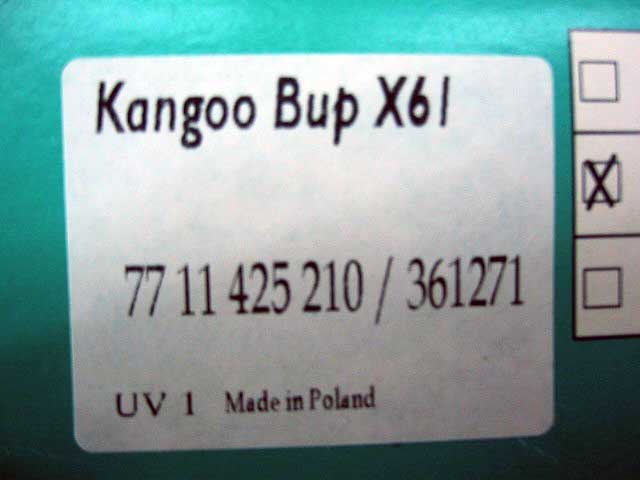 Kangoo Bup X61
77 11 425 210 / 361271
UV 1 Made in Poland